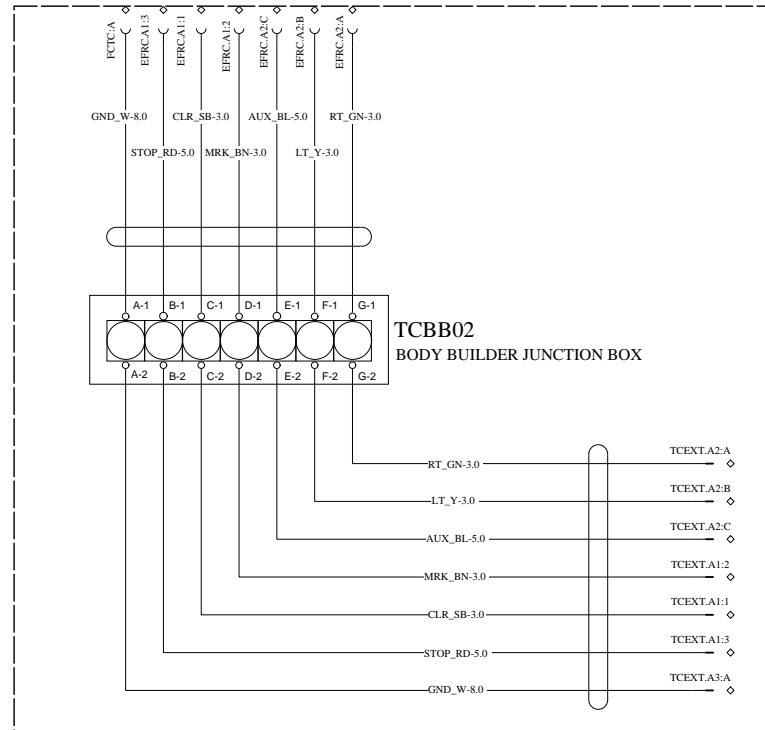 FCTC:A
EFRC.A1:3
EFRC.A1:1
EFRC.A1:2
EFRC.A2:C
EFRC.A2:B
EFRC.A2:A
GND_W-8.0
CLR_SB-3.0
AUX_BL-5.0
RT_GN-3.0
STOP_RD-5.0
MRK_BN-3.0
LT_Y-3.0
A-1
B-1
C-1
D-1
E-1
F-1
G-1
TCBB02
BODY BUILDER JUNCTION BOX
A-2
B-2
C-2
D-2
E-2
F-2
G-2
RT_GN-3.0
TCEXT.A2:A
LT_Y-3.0
TCEXT.A2:B
AUX_BL-5.0
TCEXT.A2:C
MRK_BN-3.0
TCEXT.A1:2
CLR_SB-3.0
TCEXT.A1:1
STOP_RD-5.0
TCEXT.A1:3
GND_W-8.0
TCEXT.A3:A